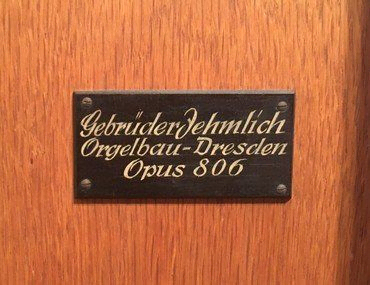 Gebrüder Jehmlich
Orgelbau-Dresden
Opus 806